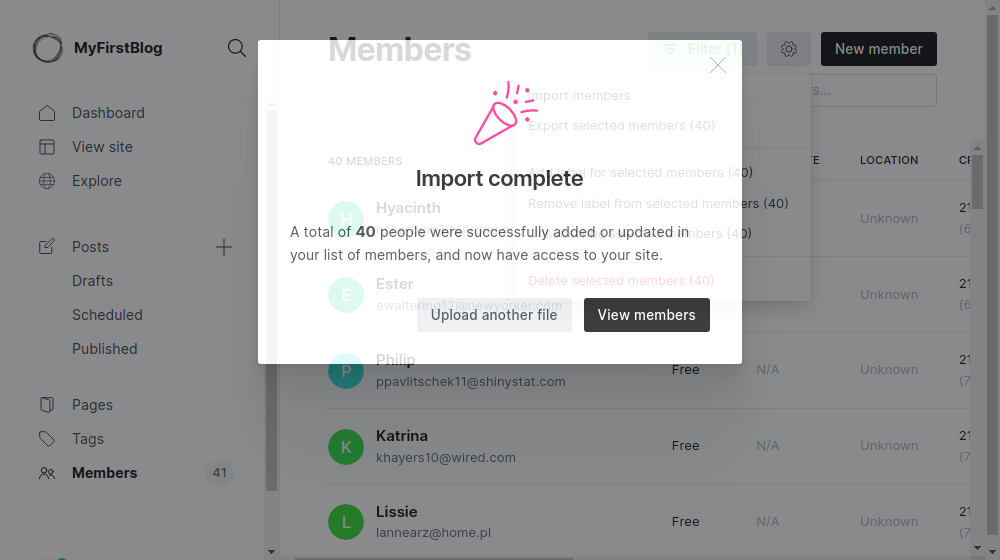 MyFirstBlog
Dashboard
View site
Explore
Posts
Drafts
Scheduled
Published
Pages
Tags
Members
41
Members
Filter (1)
New member
Import members
Export selected members (40)
Add label for selected members (40)
Remove label from selected members (40)
Delete selected members (40)
Import complete
A total of 40 people were successfully added or updated in
your list of members, and now have access to your site.
Upload another file
View members
40 MEMBERS
LOCATION
H
Hyacinth
Unknown
E
Ester
ewaitering12@newyorker.com
Unknown
P
Philip
ppavlitschek11@shinystat.com
Free
N/A
Unknown
K
Katrina
khayers10@wired.com
Free
N/A
Unknown
L
Lissie
lannearz@home.pl
Free
N/A
Unknown